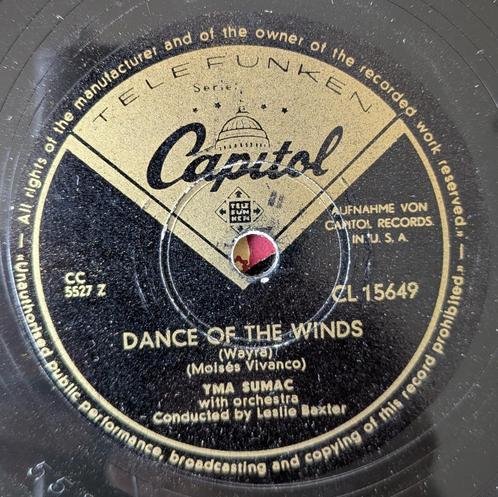 — All rights of the manufacturer and of the owner of the recorded work reserved." —
TELEFUNKEN
Serie:
Capitol
TELE
FUN
KEN
AUFNAHME VON
CAPITOL RECORDS.
IN U. S. A.
CC
5527 Z
CL 15649
DANCE OF THE WINDS
(Wayra)
(Moisés Vivanco)
YMA SUMAC
with orchestra
Conducted by Leslie Baxter
"Unauthorised public performance, broadcasting and copying of this record prohibited."